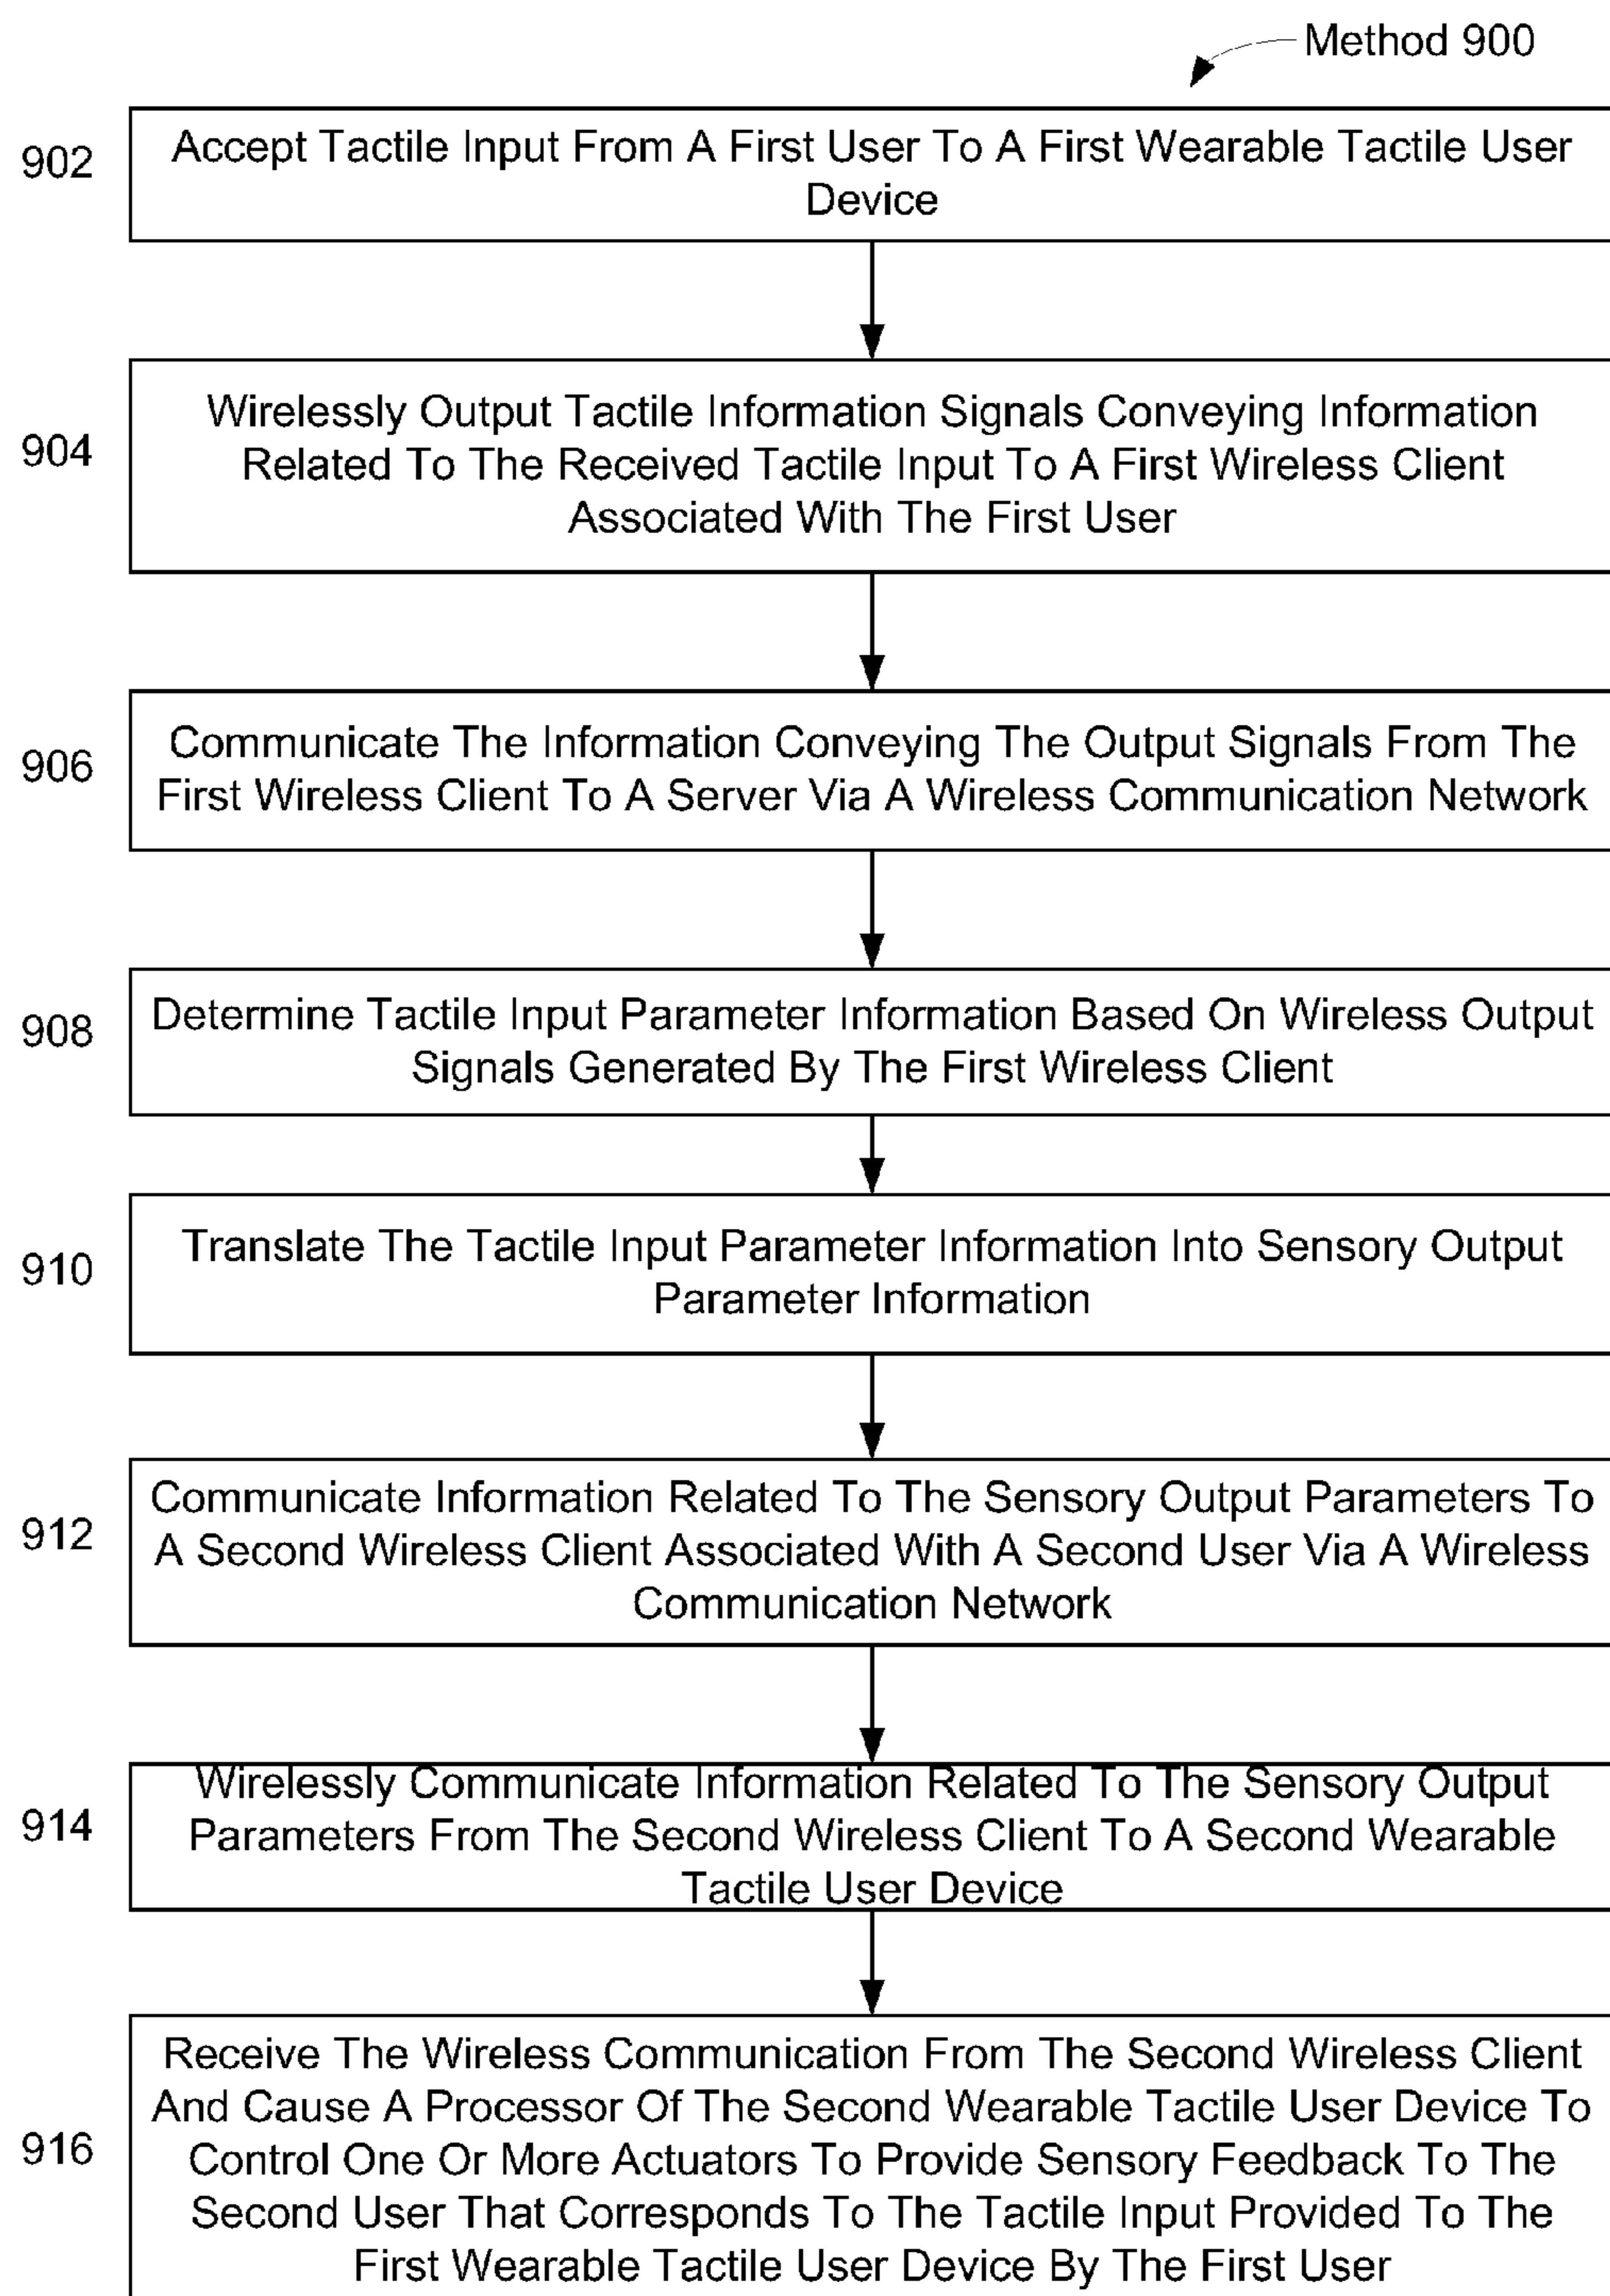 Method 900
902
Accept Tactile Input From A First User To A First Wearable Tactile User
Device
904
Wirelessly Output Tactile Information Signals Conveying Information
Related To The Received Tactile Input To A First Wireless Client
Associated With The First User
906
Communicate The Information Conveying The Output Signals From The
First Wireless Client To A Server Via A Wireless Communication Network
908
Determine Tactile Input Parameter Information Based On Wireless Output
Signals Generated By The First Wireless Client
910
Translate The Tactile Input Parameter Information Into Sensory Output
Parameter Information
912
Communicate Information Related To The Sensory Output Parameters To
A Second Wireless Client Associated With A Second User Via A Wireless
Communication Network
914
Wirelessly Communicate Information Related To The Sensory Output
Parameters From The Second Wireless Client To A Second Wearable
Tactile User Device
916
Receive The Wireless Communication From The Second Wireless Client
And Cause A Processor Of The Second Wearable Tactile User Device To
Control One Or More Actuators To Provide Sensory Feedback To The
Second User That Corresponds To The Tactile Input Provided To The
First Wearable Tactile User Device By The First User